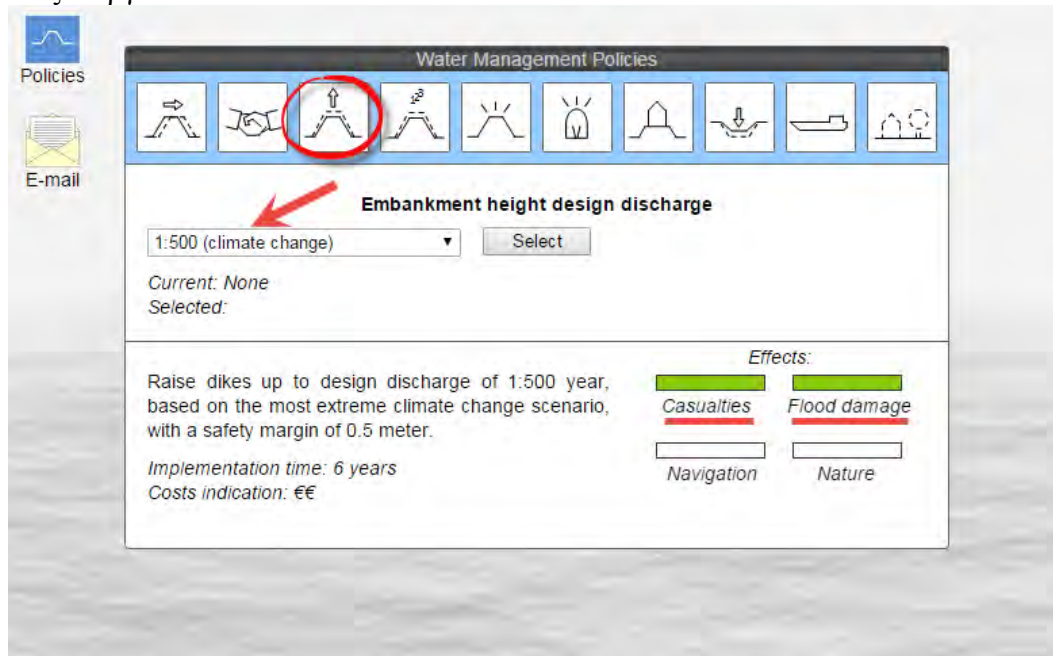 Policies
E-mail
Water Management Policies
123
Embankment height design discharge
1:500 (climate change)
Select
Current: None
Selected:
Raise dikes up to design discharge of 1:500 year,
based on the most extreme climate change scenario,
with a safety margin of 0.5 meter.
Implementation time: 6 years
Costs indication: €€
Effects:
Casualties Flood damage
Navigation Nature